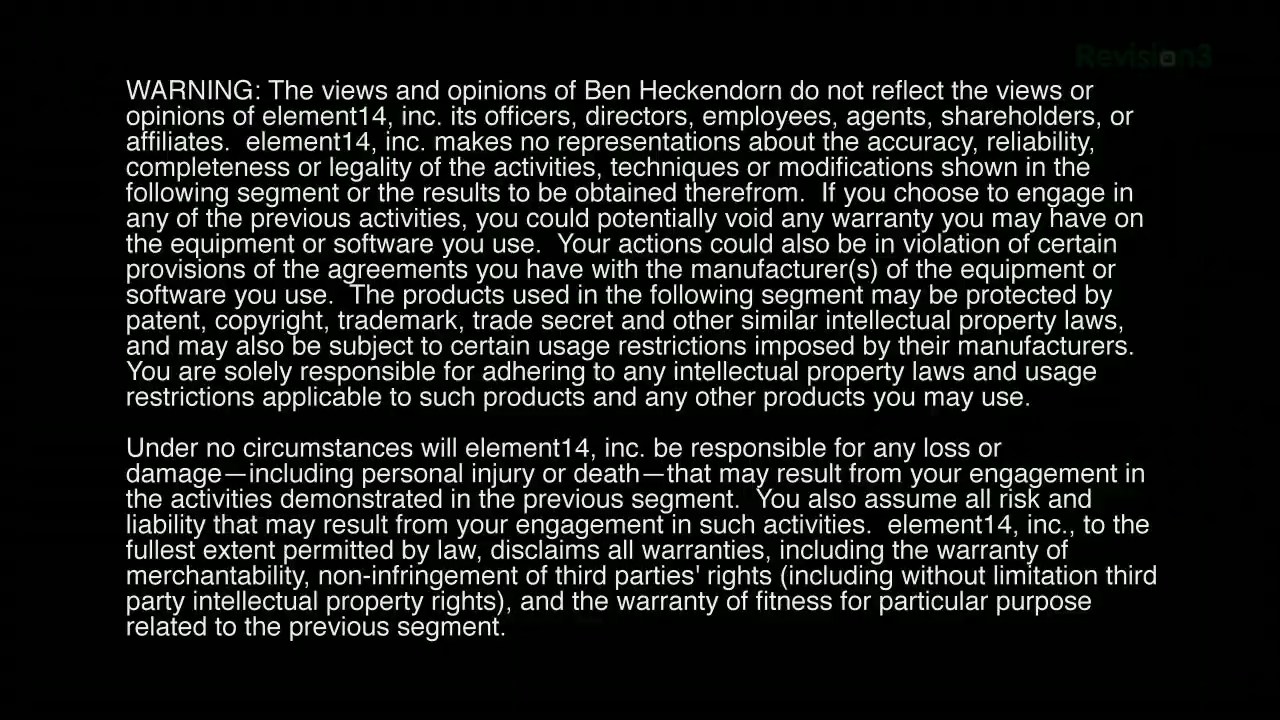 Revision3
WARNING: The views and opinions of Ben Heckendorn do not reflect the views or
opinions of element14, inc. its officers, directors, employees, agents, shareholders, or
affiliates.  element14, inc. makes no representations about the accuracy, reliability,
completeness or legality of the activities, techniques or modifications shown in the
following segment or the results to be obtained therefrom.  If you choose to engage in
any of the previous activities, you could potentially void any warranty you may have on
the equipment or software you use.  Your actions could also be in violation of certain
provisions of the agreements you have with the manufacturer(s) of the equipment or
software you use.  The products used in the following segment may be protected by
patent, copyright, trademark, trade secret and other similar intellectual property laws,
and may also be subject to certain usage restrictions imposed by their manufacturers.
You are solely responsible for adhering to any intellectual property laws and usage
restrictions applicable to such products and any other products you may use.
Under no circumstances will element14, inc. be responsible for any loss or
damage—including personal injury or death—that may result from your engagement in
the activities demonstrated in the previous segment.  You also assume all risk and
liability that may result from your engagement in such activities.  element14, inc., to the
fullest extent permitted by law, disclaims all warranties, including the warranty of
merchantability, non-infringement of third parties' rights (including without limitation third
party intellectual property rights), and the warranty of fitness for particular purpose
related to the previous segment.